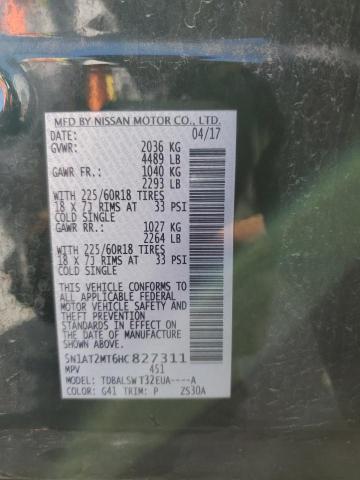 MFD BY NISSAN MOTOR CO., LTD.
DATE: 04/17
GVWR: 2036 KG
4489 LB
GAWR FR.: 1040 KG
2293 LB
WITH 225/60R18 TIRES
18 X 7J RIMS AT 33 PSI
COLD SINGLE
GAWR RR.: 1027 KG
2264 LB
WITH 225/60R18 TIRES
18 X 7J RIMS AT 33 PSI
COLD SINGLE
THIS VEHICLE CONFORMS TO
ALL APPLICABLE FEDERAL
MOTOR VEHICLE SAFETY AND
THEFT PREVENTION
STANDARDS IN EFFECT ON THE
DATE OF MANUFACTURE
SHOWN ABOVE.
5N1AT2MT6HC827311
MPV 451
MODEL: TDBALSW T32EUA----A
COLOR: G41 TRIM: P ZS30A